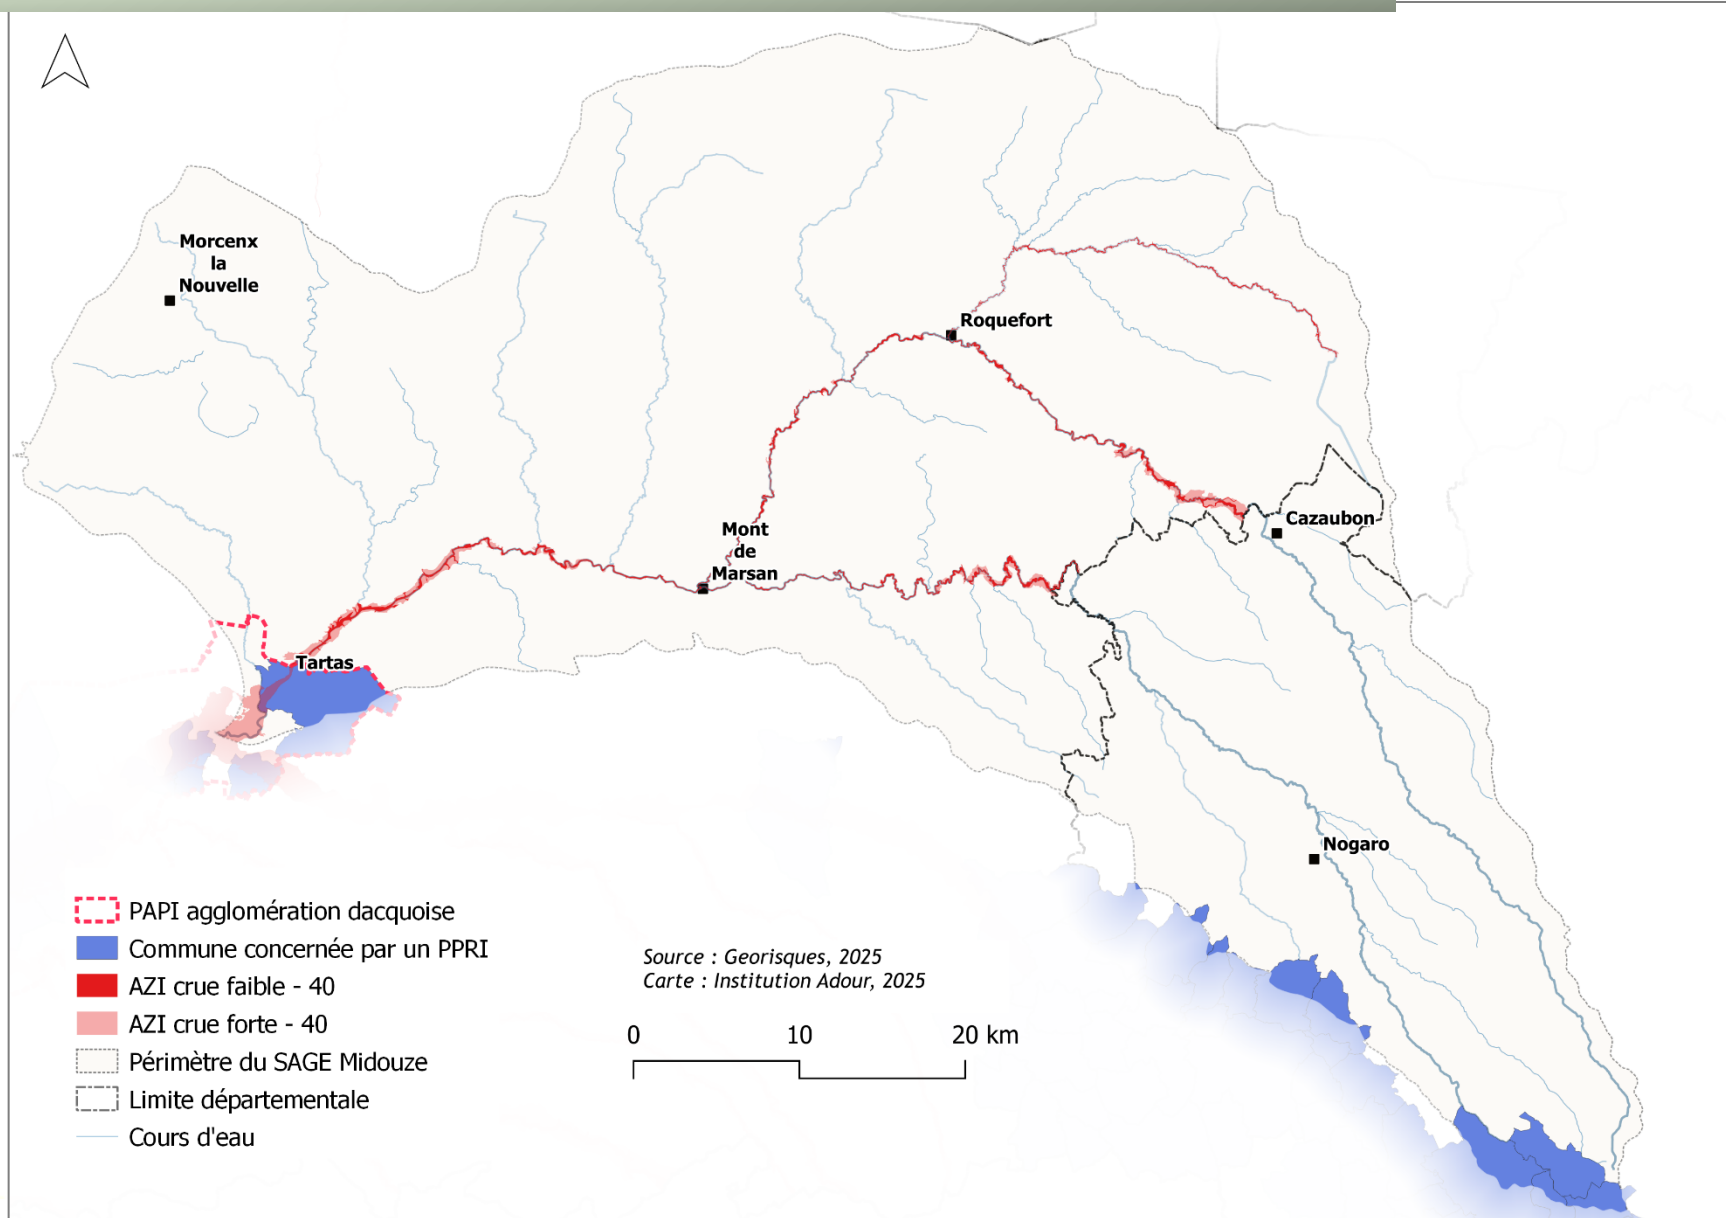 Morcenx
la
Nouvelle
Roquefort
Cazaubon
Mont
de
Marsan
Tartas
Nogaro
PAPI agglomération dacquoise
Commune concernée par un PPRI
AZI crue faible - 40
AZI crue forte - 40
Périmètre du SAGE Midouze
Limite départementale
Cours d'eau
Source : Georisques, 2025
Carte : Institution Adour, 2025
0 10 20 km